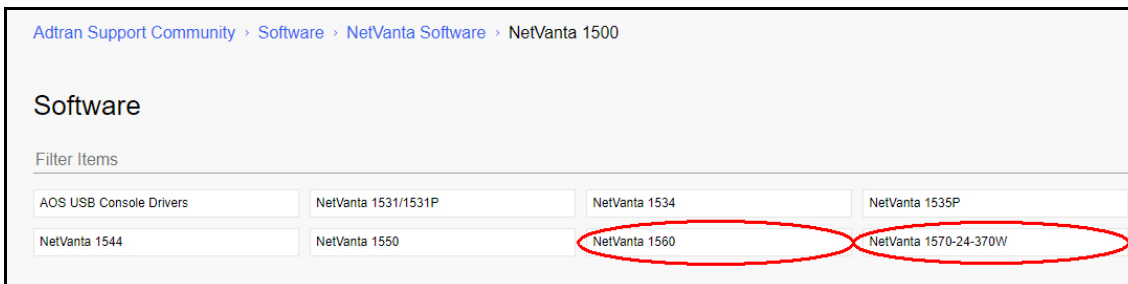 Adtran Support Community › Software › NetVanta Software › NetVanta 1500
Software
Filter Items
AOS USB Console Drivers NetVanta 1531/1531P NetVanta 1534 NetVanta 1535P
NetVanta 1544 NetVanta 1550 NetVanta 1560 NetVanta 1570-24-370W